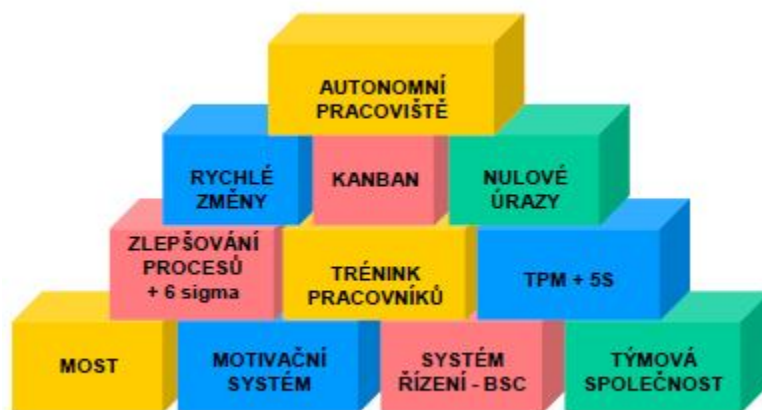 AUTONOMNÍ
PRACOVIŠTĚ
RYCHLÉ
ZMĚNY
KANBAN
NULOVÉ
ÚRAZY
ZLEPŠOVÁNÍ
PROCESŮ
+ 6 sigma
TRÉNINK
PRACOVNÍKŮ
TPM + 5S
MOST
MOTIVAČNÍ
SYSTÉM
SYSTÉM
ŘÍZENÍ - BSC
TÝMOVÁ
SPOLEČNOST